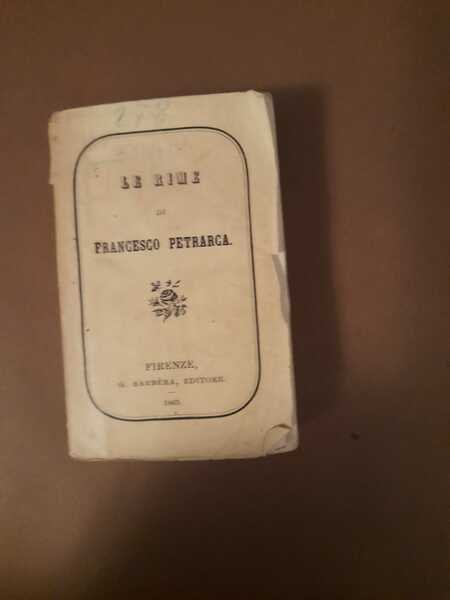 LE RIME
DI
FRANCESCO PETRARCA.
FIRENZE,
G. BARBÈRA, EDITORE.
—